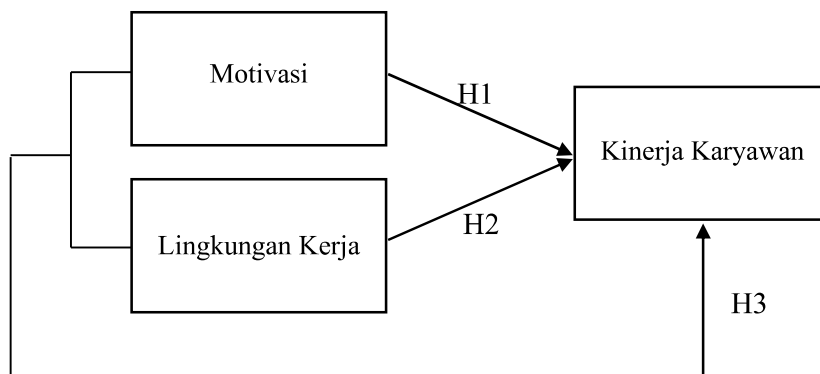 Motivasi
H1
Kinerja Karyawan
Lingkungan Kerja
H2
H3